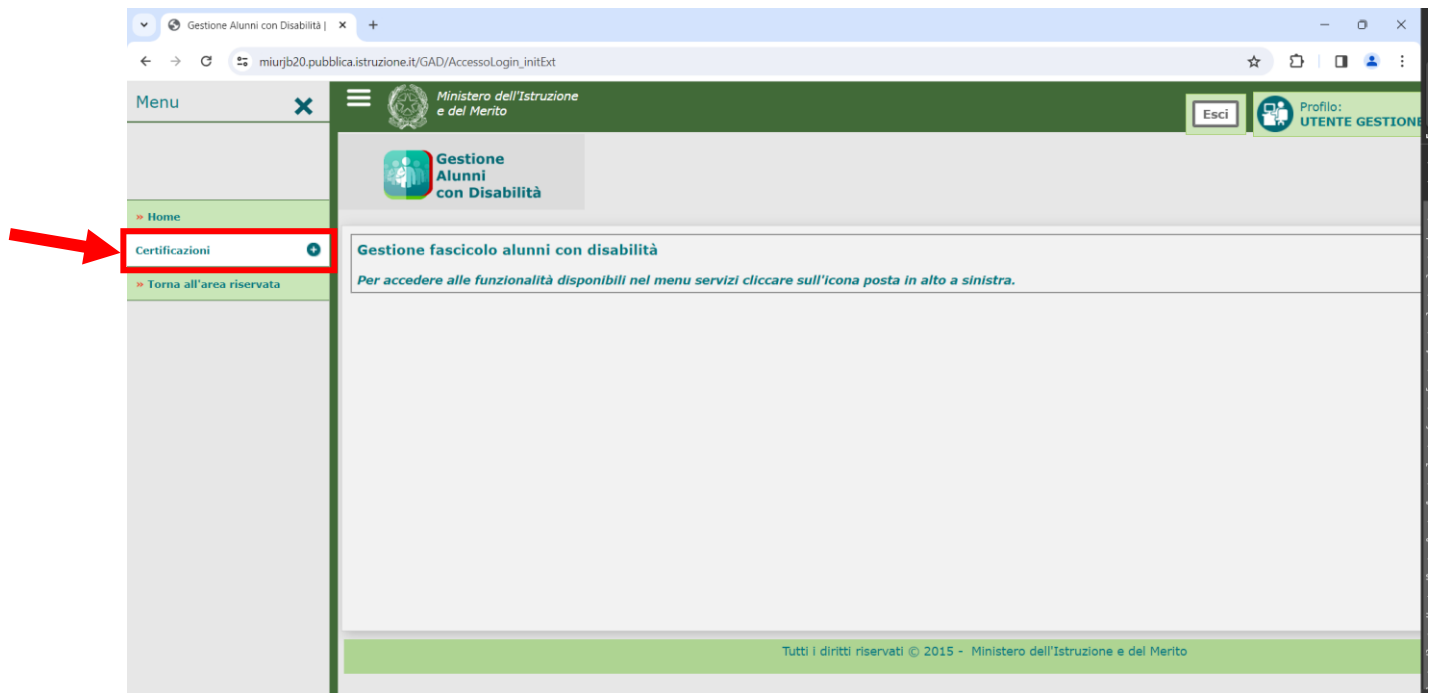 Gestione Alunni con Disabilità |
miurjb20.pubblica.istruzione.it/GAD/AccessoLogin_initExt
Menu
Ministero dell'Istruzione
e del Merito
Esci
Profilo:
UTENTE GESTIONE
Gestione
Alunni
con Disabilità
» Home
Certificazioni
» Torna all'area riservata
Gestione fascicolo alunni con disabilità
Per accedere alle funzionalità disponibili nel menu servizi cliccare sull'icona posta in alto a sinistra.
Tutti i diritti riservati © 2015 - Ministero dell'Istruzione e del Merito